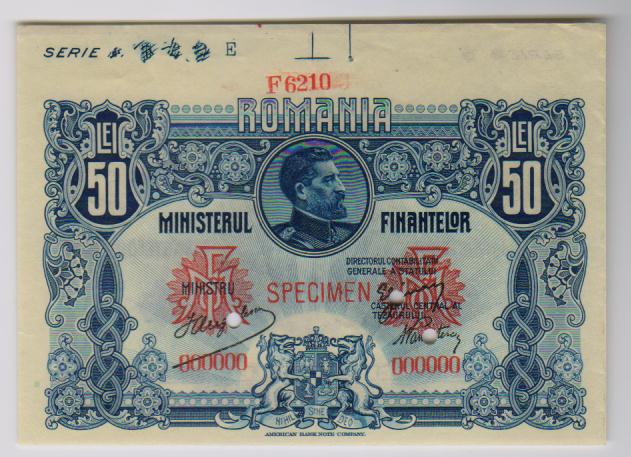 SERIE E
F6210
ROMANIA
LEI LEI
50 50
MINISTERUL FINANTELOR
DIRECTORUL CONTABILITATII
GENERALE A STATULUI
MINISTRU SPECIMEN
CASIERUL CENTRAL AL
TEZAURULUI
000000 000000
NIHIL SINE DEO
AMERICAN BANK NOTE COMPANY.